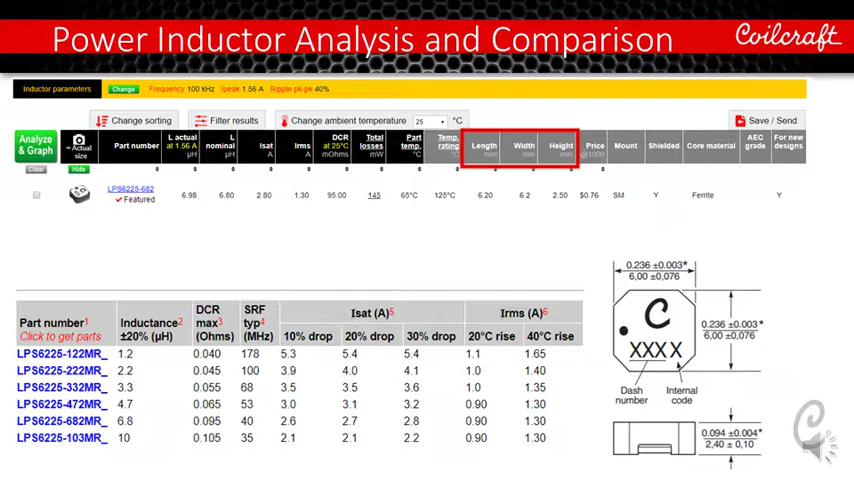 Power Inductor Analysis and Comparison
Coilcraft
Inductor parameters Change Frequency 100 kHz Ipeak 1.56 A Ripple pk-pk 40%
Change sorting Filter results Change ambient temperature 25 °C Save / Send
Analyze & Graph ≈ Actual size Part number L actual at 1.56 A µH L nominal µH Isat A Irms A DCR at 25°C mOhms Total losses mW Part temp. °C Temp. rating °C Length mm Width mm Height mm Price @1000 Mount Shielded Core material AEC grade For new designs
Clear Hide
LPS6225-682 6.98 6.80 2.80 1.30 95.00 145 65°C 125°C 6.20 6.2 2.50 $0.76 SM Y Ferrite Y
Featured
Part number1 Click to get parts Inductance2 ±20% (µH) DCR max3 (Ohms) SRF typ4 (MHz) Isat (A)5 Irms (A)6
10% drop 20% drop 30% drop 20°C rise 40°C rise
LPS6225-122MR_ 1.2 0.040 178 5.3 5.4 5.4 1.1 1.65
LPS6225-222MR_ 2.2 0.045 100 3.9 4.0 4.1 1.0 1.40
LPS6225-332MR_ 3.3 0.055 68 3.5 3.5 3.6 1.0 1.35
LPS6225-472MR_ 4.7 0.065 53 3.0 3.1 3.2 0.90 1.30
LPS6225-682MR_ 6.8 0.095 40 2.6 2.7 2.8 0.90 1.30
LPS6225-103MR_ 10 0.105 35 2.1 2.1 2.2 0.90 1.30
0.236 ±0.003*
6,00 ±0,076
C
XXX X
0.236 ±0.003*
6,00 ±0,076
Dash number
Internal code
0.094 ±0.004*
2,40 ± 0,10